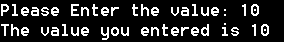 Please Enter the value: 10
The value you entered is 10